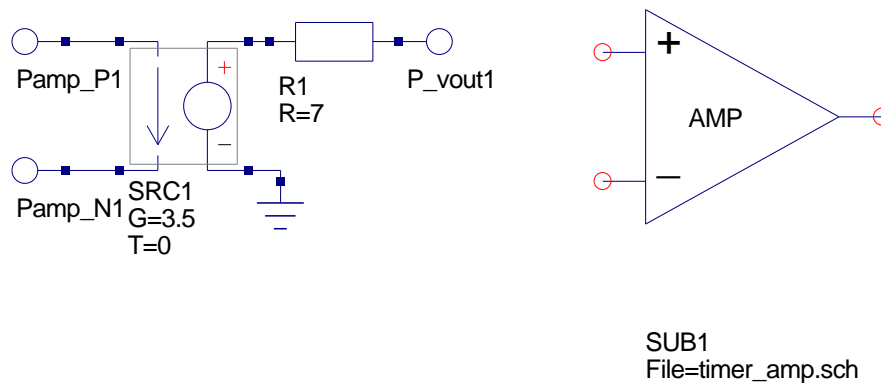 Pamp_P1
+
R1
R=7
P_vout1
–
Pamp_N1
SRC1
G=3.5
T=0
+
AMP
–
SUB1
File=timer_amp.sch